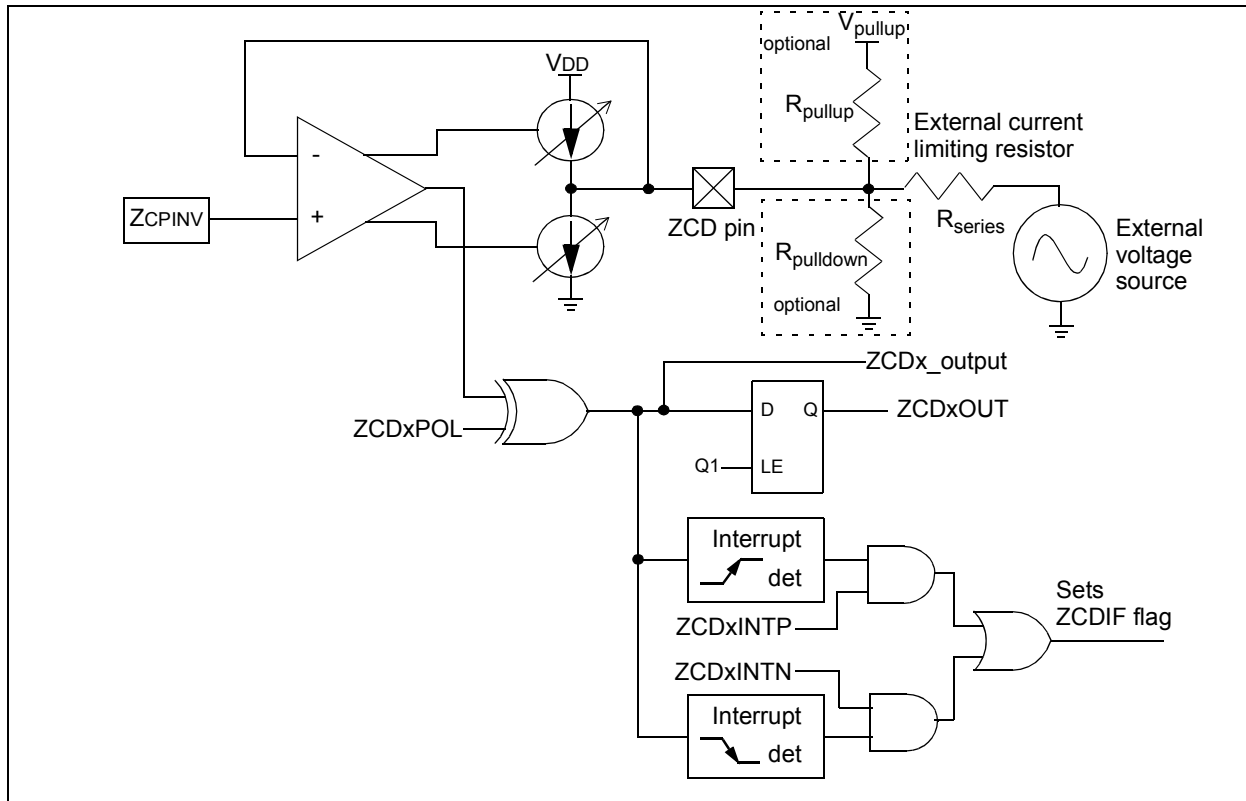 optional
Vpullup
VDD
Rpullup
External current
limiting resistor
-
+
ZCPINV
ZCD pin
Rseries
External
voltage
source
Rpulldown
optional
ZCDx_output
D Q
ZCDxOUT
ZCDxPOL
Q1
LE
Interrupt
det
Sets
ZCDIF flag
ZCDxINTP
ZCDxINTN
Interrupt
det